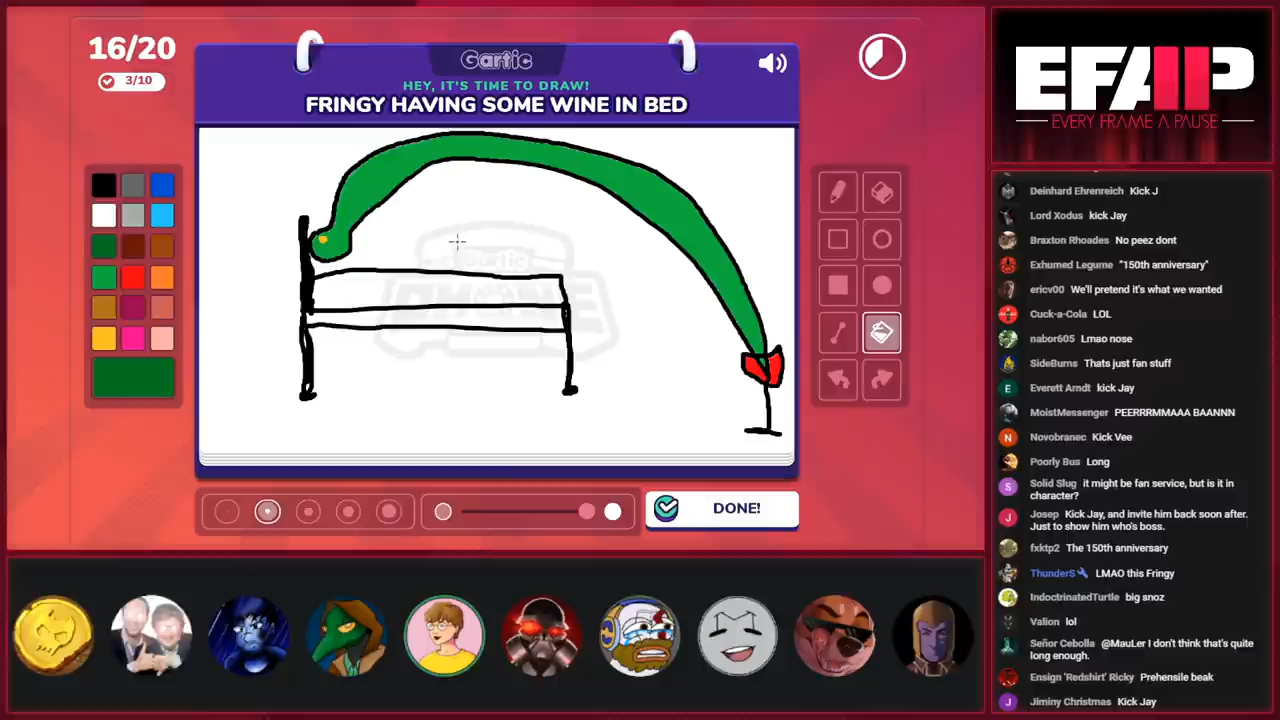 16/20
3/10
Gartic
HEY, IT'S TIME TO DRAW!
FRINGY HAVING SOME WINE IN BED
DONE!
EFAP
EVERY FRAME A PAUSE
Deinhard Ehrenreich Kick J
Lord Xodus kick Jay
Braxton Rhoades No peez dont
Exhumed Legume "150th anniversary"
ericv00 We'll pretend it's what we wanted
Cuck-a-Cola LOL
nabor605 Lmao nose
SideBurns Thats just fan stuff
E Everett Arndt kick Jay
MoistMessenger PEERRRMMAAA BAANNN
N Novobranec Kick Vee
Poorly Bus Long
S Solid Slug it might be fan service, but is it in
character?
J Josep Kick Jay, and invite him back soon after.
Just to show him who's boss.
fxktp2 The 150th anniversary
ThunderS LMAO this Fringy
IndoctrinatedTurtle big snoz
Valion lol
Señor Cebolla @MauLer I don't think that's quite
long enough.
Ensign 'Redshirt' Ricky Prehensile beak
J Jiminy Christmas Kick Jay